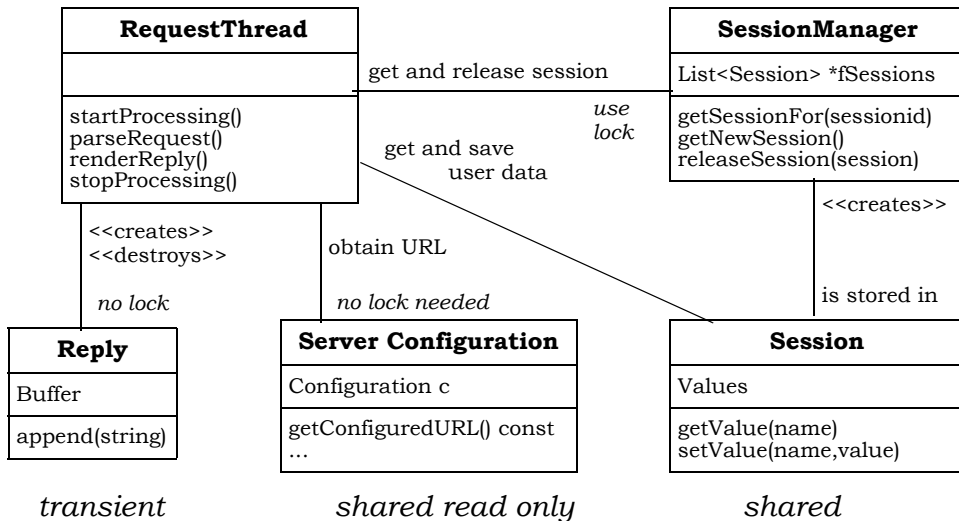 RequestThread
startProcessing()
parseRequest()
renderReply()
stopProcessing()
get and release session
use
lock
SessionManager
List<Session> *fSessions
getSessionFor(sessionid)
getNewSession()
releaseSession(session)
get and save
user data
<<creates>>
<<destroys>>
no lock
obtain URL
no lock needed
<<creates>>
is stored in
Reply
Buffer
append(string)
Server Configuration
Configuration c
getConfiguredURL() const
...
Session
Values
getValue(name)
setValue(name,value)
transient
shared read only
shared